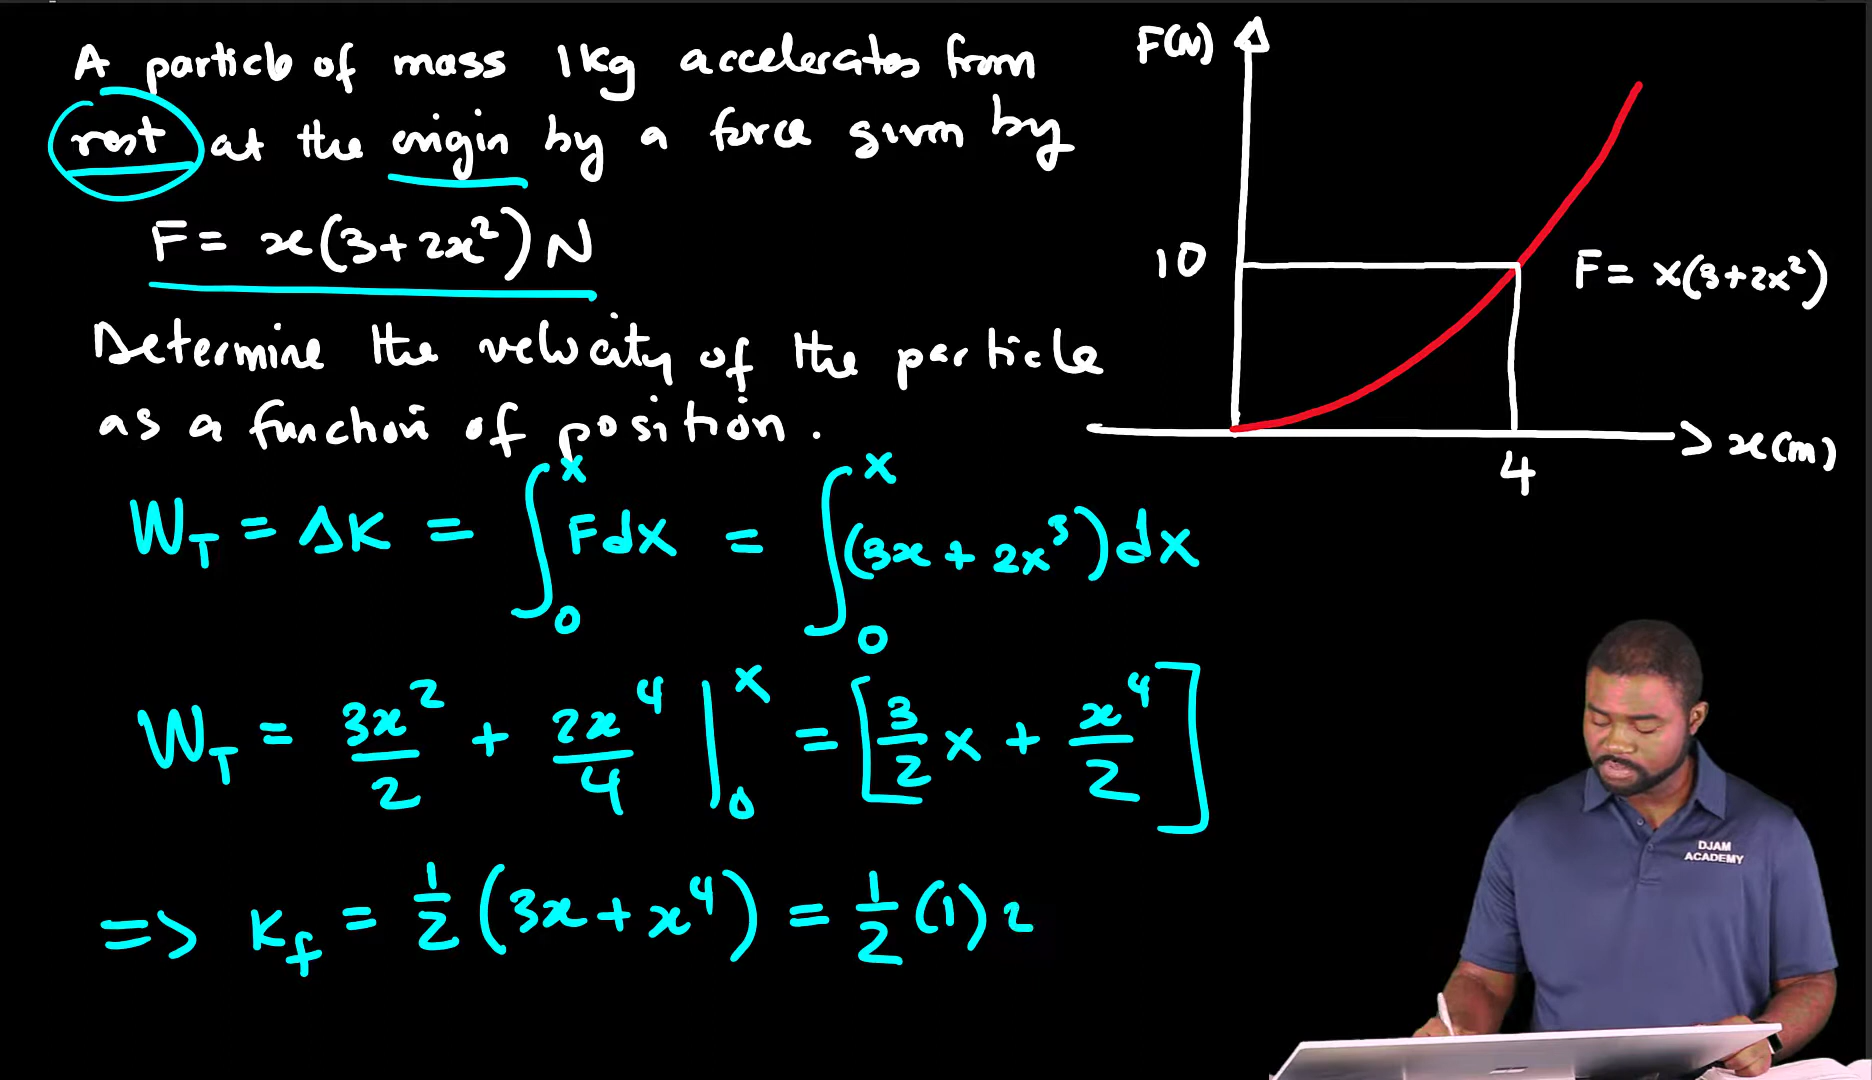 A particle of mass 1kg accelerates from
rest at the origin by a force given by
F = x(3+2x²) N
Determine the velocity of the particle
as a function of position.
F(N)
10
F = x(3+2x²)
x(m)
4
W_T = ΔK = ∫₀ˣ Fdx = ∫₀ˣ (3x + 2x³)dx
W_T = 3x²/2 + 2x⁴/4 |₀ˣ = [3/2 x + x⁴/2]
=> K_f = 1/2 (3x + x⁴) = 1/2 (1) 2
DJAM
ACADEMY